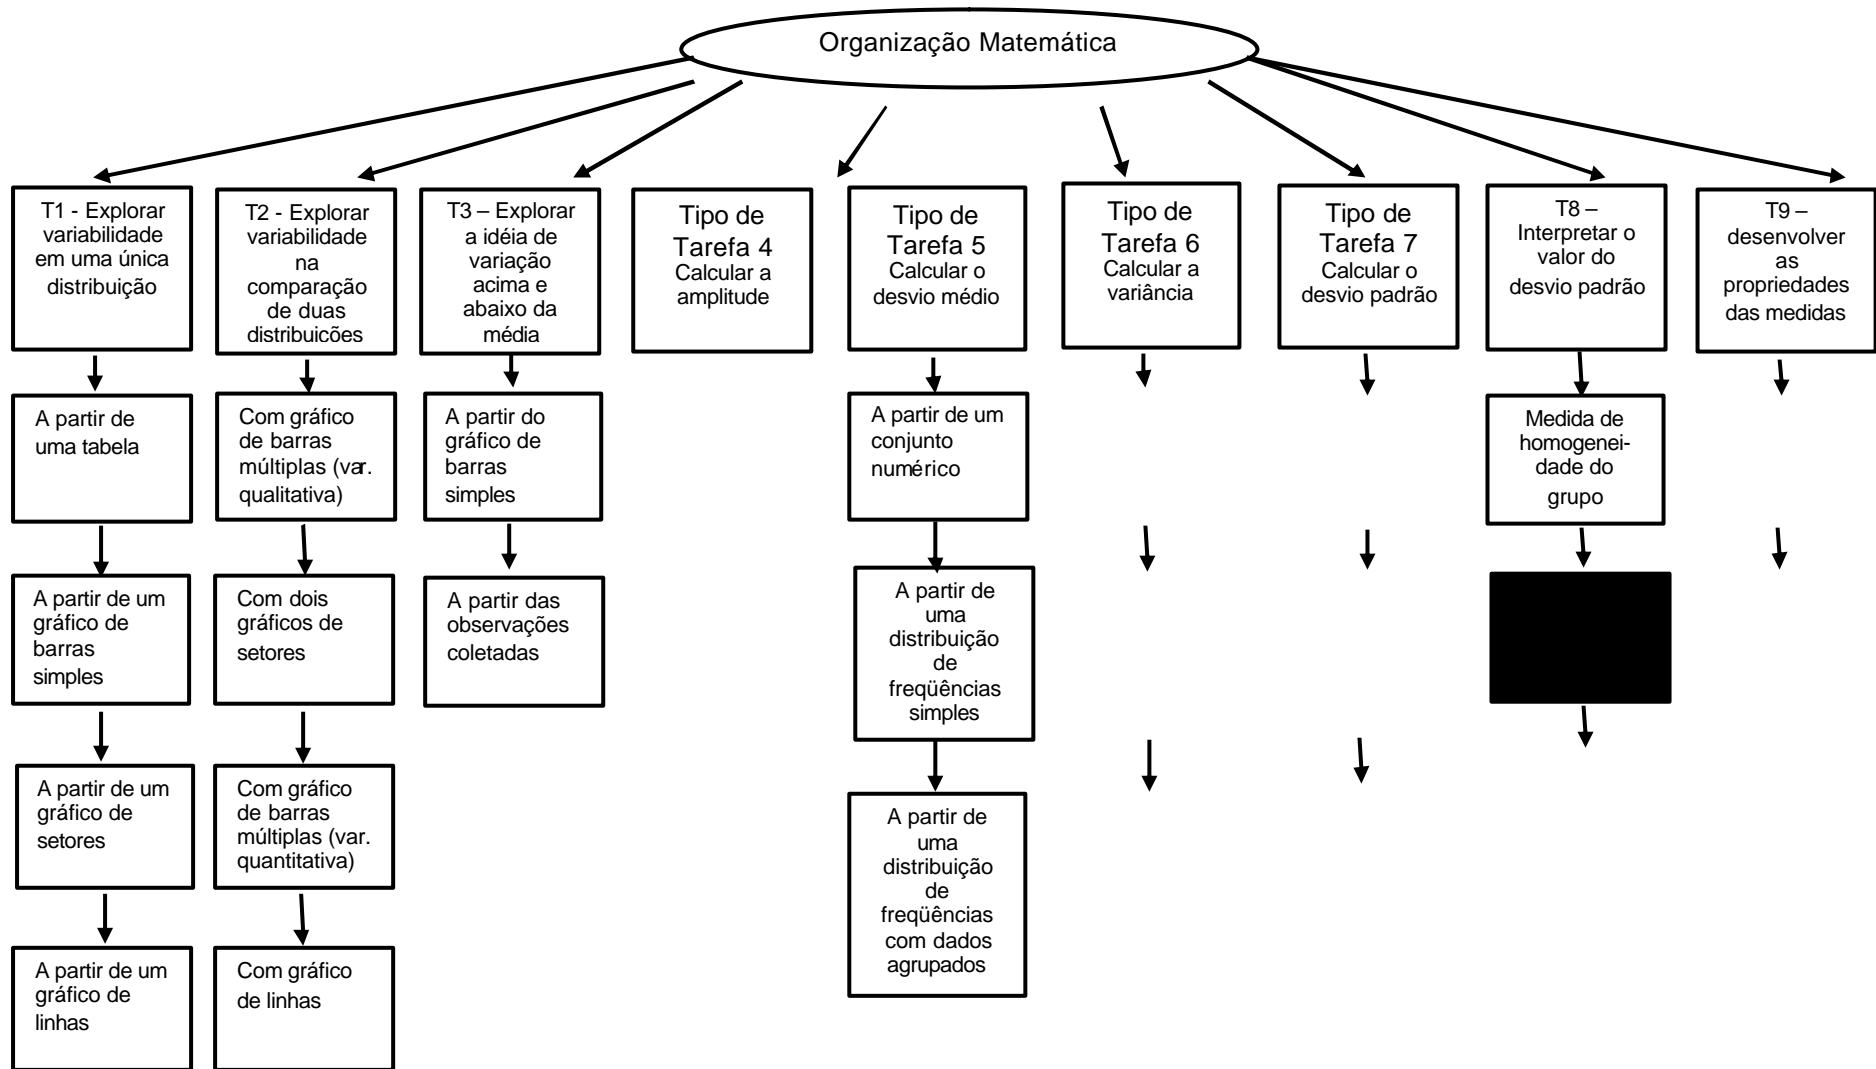 Organização Matemática
T1 - Explorar
variabilidade
em uma única
distribuição
T2 - Explorar
variabilidade
na
comparação
de duas
distribuicões
T3 – Explorar
a idéia de
variação
acima e
abaixo da
média
Tipo de
Tarefa 4
Calcular a
amplitude
Tipo de
Tarefa 5
Calcular o
desvio médio
Tipo de
Tarefa 6
Calcular a
variância
Tipo de
Tarefa 7
Calcular o
desvio padrão
T8 –
Interpretar o
valor do
desvio padrão
T9 –
desenvolver
as
propriedades
das medidas
A partir de
uma tabela
Com gráfico
de barras
múltiplas (var.
qualitativa)
A partir do
gráfico de
barras
simples
A partir de um
conjunto
numérico
Medida de
homogenei-
dade do
grupo
A partir de um
gráfico de
barras
simples
Com dois
gráficos de
setores
A partir das
observações
coletadas
A partir de
uma
distribuição
de
freqüências
simples
A partir de um
gráfico de
setores
Com gráfico
de barras
múltiplas (var.
quantitativa)
A partir de
uma
distribuição
de
freqüências
com dados
agrupados
A partir de um
gráfico de
linhas
Com gráfico
de linhas